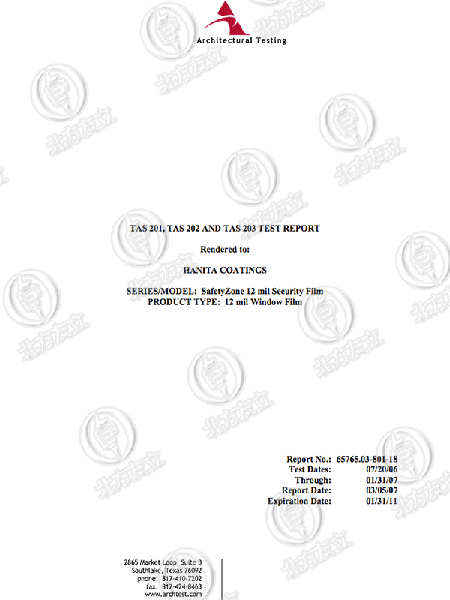 Architectural Testing
TAS 201, TAS 202 AND TAS 203 TEST REPORT
Rendered to:
HANITA COATINGS
SERIES/MODEL: SafetyZone 12 mil Security Film
PRODUCT TYPE: 12 mil Window Film
Report No.: 65765.03-801-18
Test Dates: 07/20/06
Through: 01/31/07
Report Date: 03/05/07
Expiration Date: 01/31/11
2865 Market Loop, Suite B
Southlake, Texas 76092
phone: 817-410-7202
fax: 817-424-8463
www.archtest.com